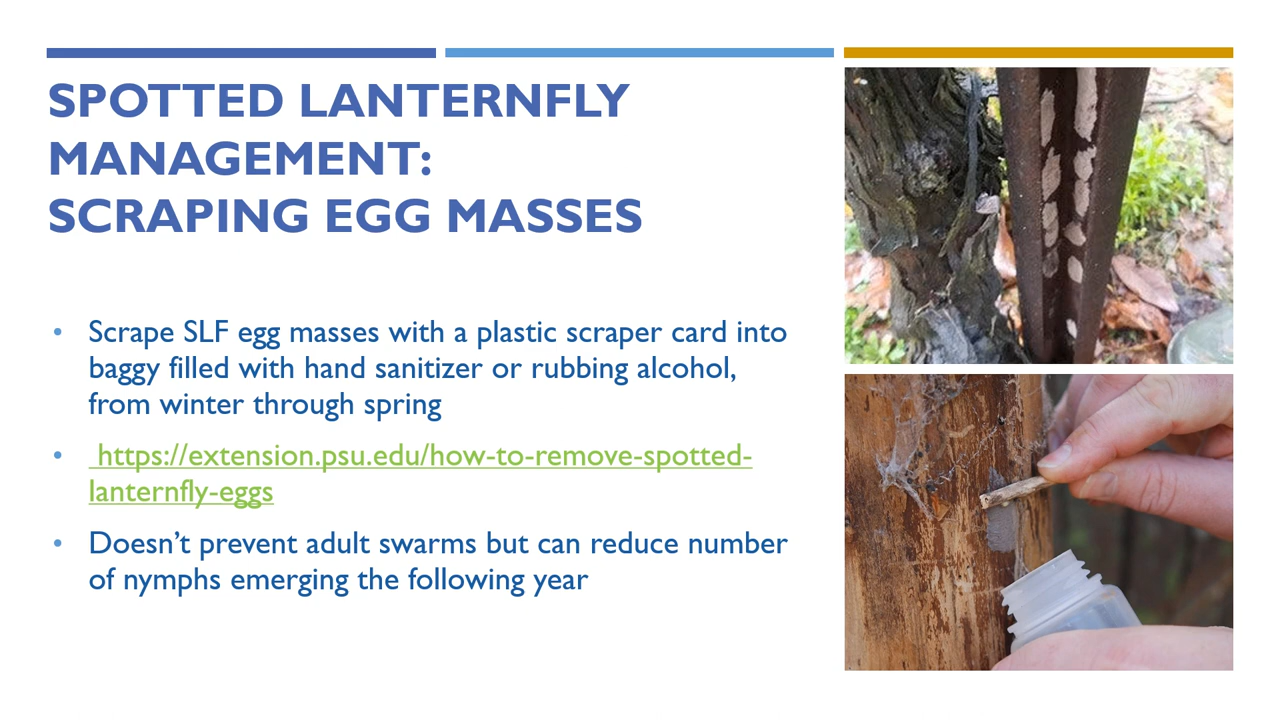 SPOTTED LANTERNFLY
MANAGEMENT:
SCRAPING EGG MASSES
• Scrape SLF egg masses with a plastic scraper card into
baggy filled with hand sanitizer or rubbing alcohol,
from winter through spring
• https://extension.psu.edu/how-to-remove-spotted-
lanternfly-eggs
• Doesn’t prevent adult swarms but can reduce number
of nymphs emerging the following year